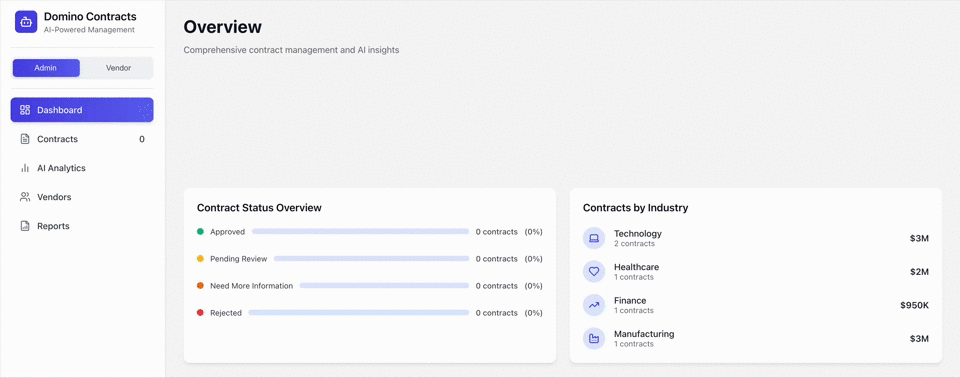 Domino Contracts
AI-Powered Management
Admin
Vendor
Dashboard
Contracts 0
AI Analytics
Vendors
Reports
Overview
Comprehensive contract management and AI insights
Contract Status Overview
Approved 0 contracts (0%)
Pending Review 0 contracts (0%)
Need More Information 0 contracts (0%)
Rejected 0 contracts (0%)
Contracts by Industry
Technology $3M
2 contracts
Healthcare $2M
1 contracts
Finance $950K
1 contracts
Manufacturing $3M
1 contracts